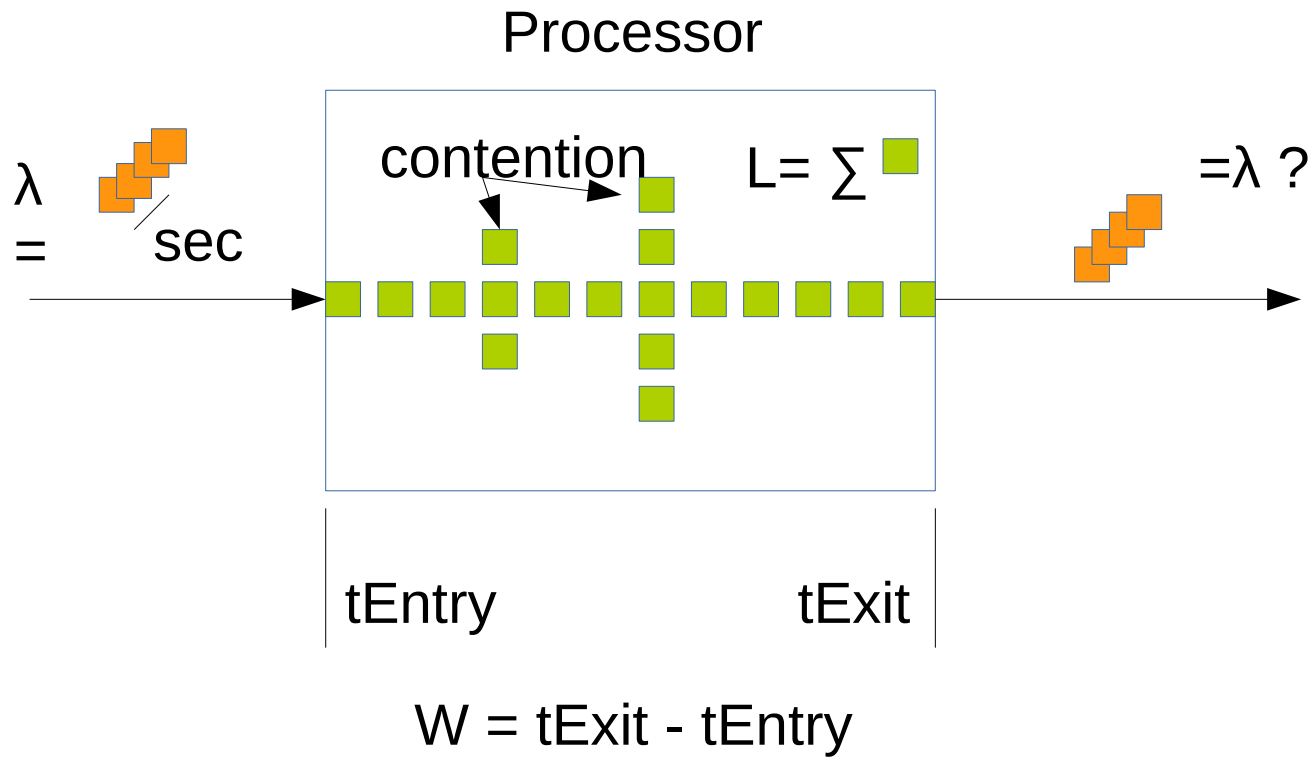 Processor
contention
L= ∑
λ
=
sec
=λ ?
tEntry
tExit
W = tExit - tEntry